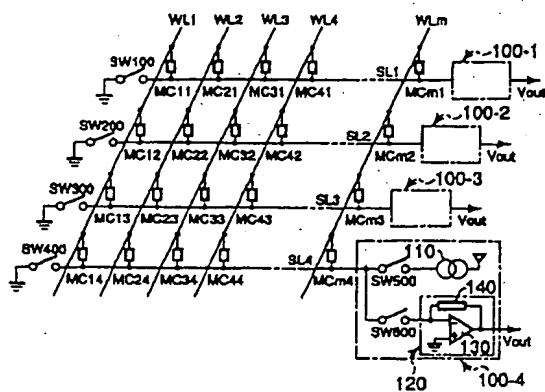 WL1 WL2 WL3 WL4 WLm
SW100 SL1 100-1
MC11 MC21 MC31 MC41 MCm1 Vout
SW200 SL2 100-2
MC12 MC22 MC32 MC42 MCm2 Vout
SW300 SL3 100-3
MC13 MC23 MC33 MC43 MCm3 Vout
SW400 SL4 110
MC14 MC24 MC34 MC44 MCm4 SW500
140
SW600 130 Vout
120 100-4